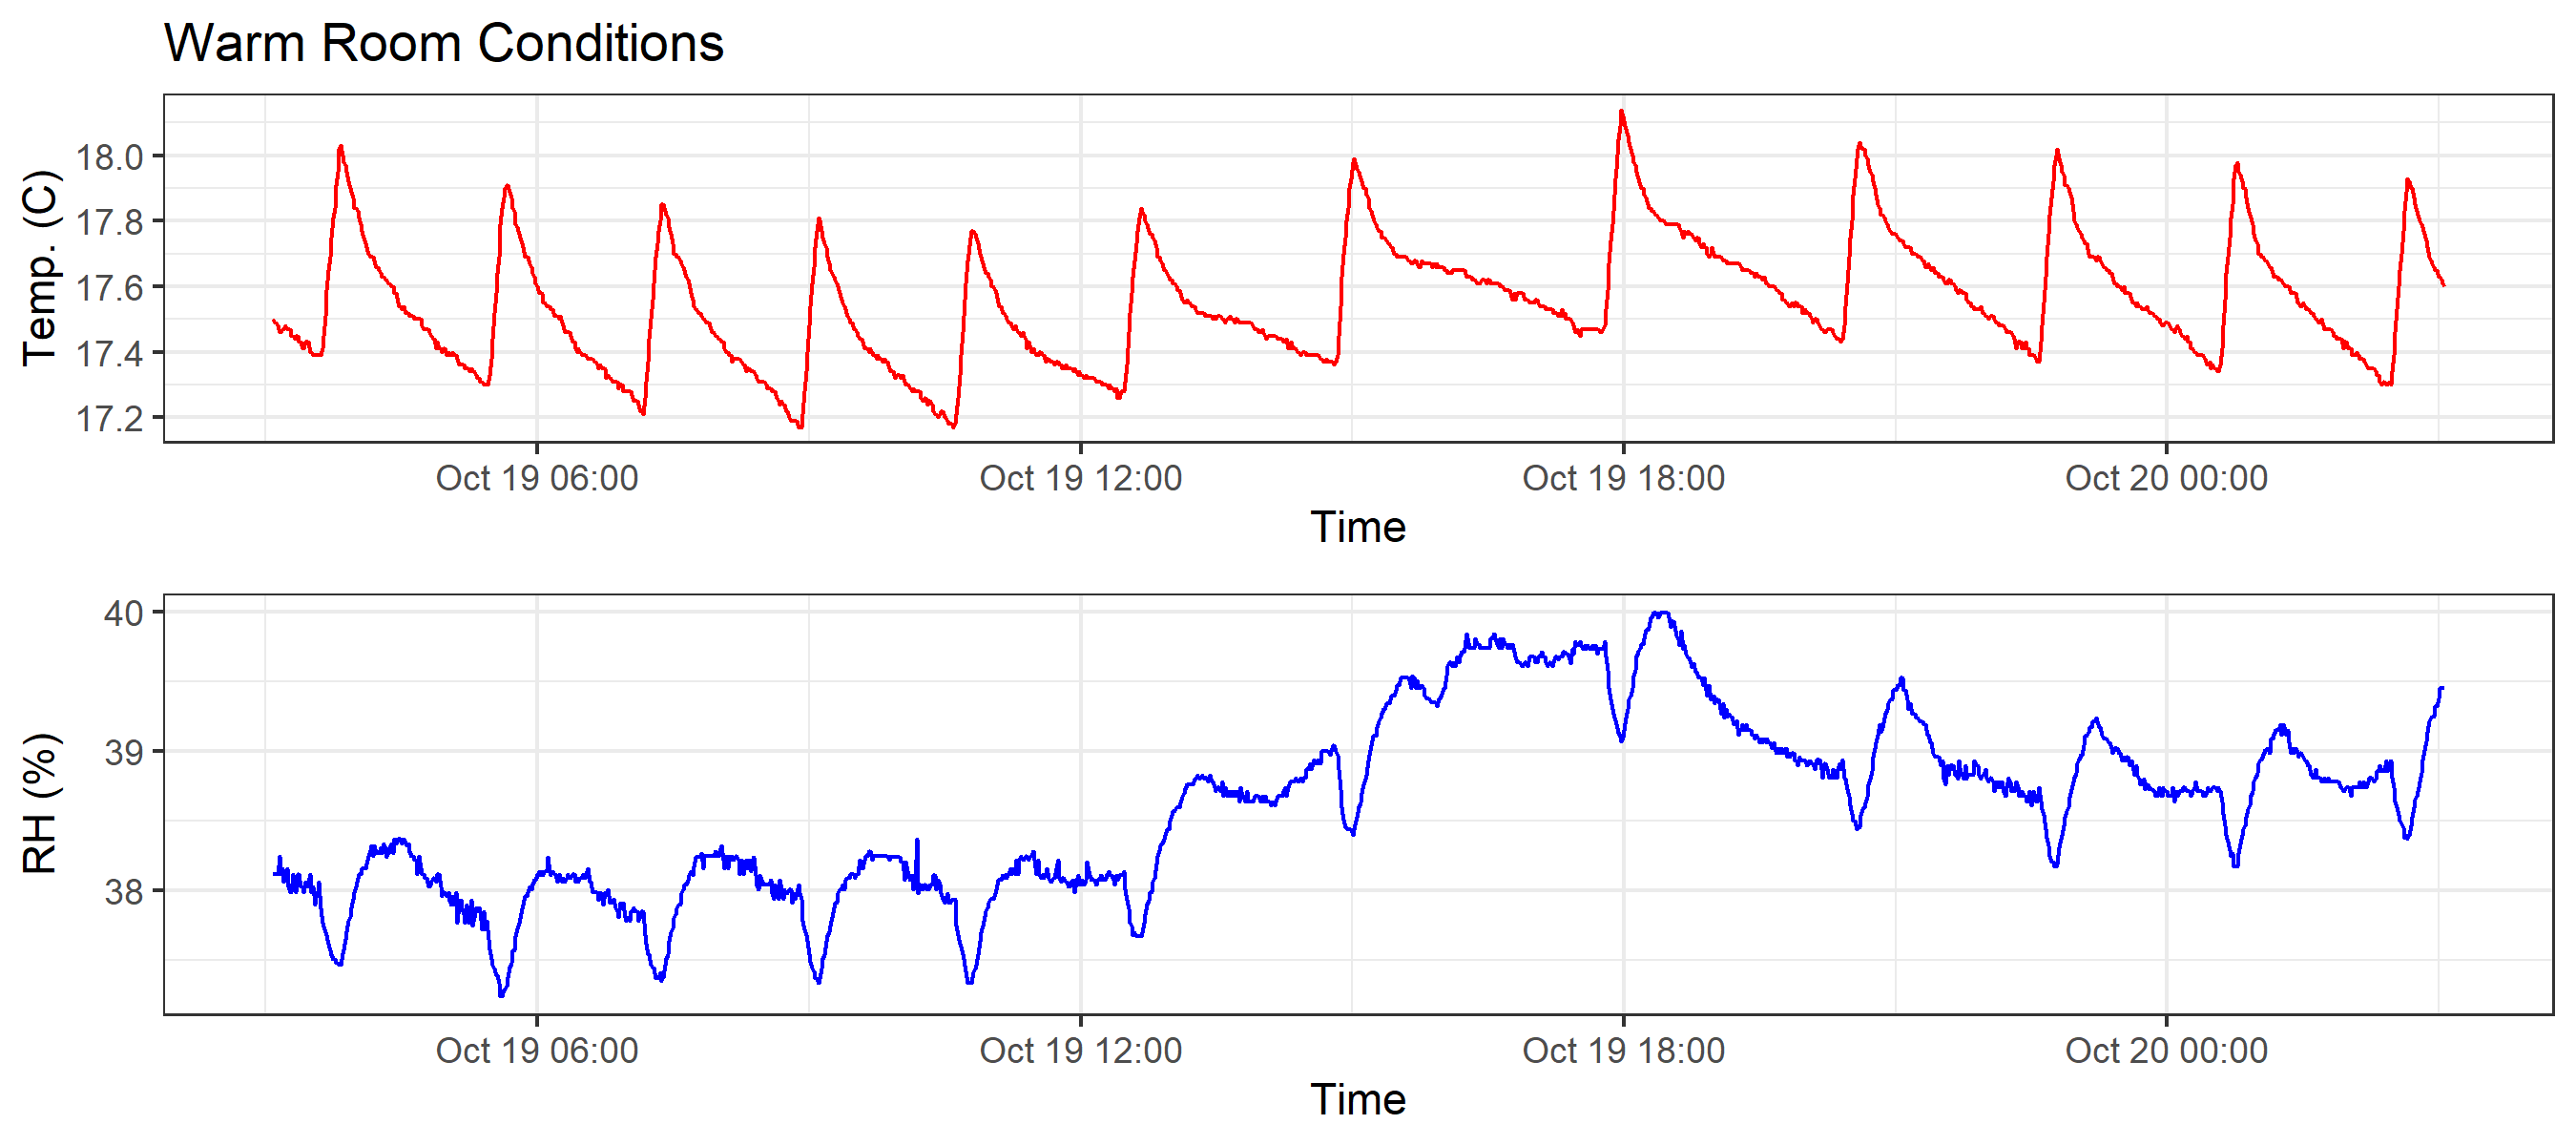 Warm Room Conditions
Temp. (C)
18.0
17.8
17.6
17.4
17.2
Oct 19 06:00 Oct 19 12:00 Oct 19 18:00 Oct 20 00:00
Time
RH (%)
40
39
38
Oct 19 06:00 Oct 19 12:00 Oct 19 18:00 Oct 20 00:00
Time